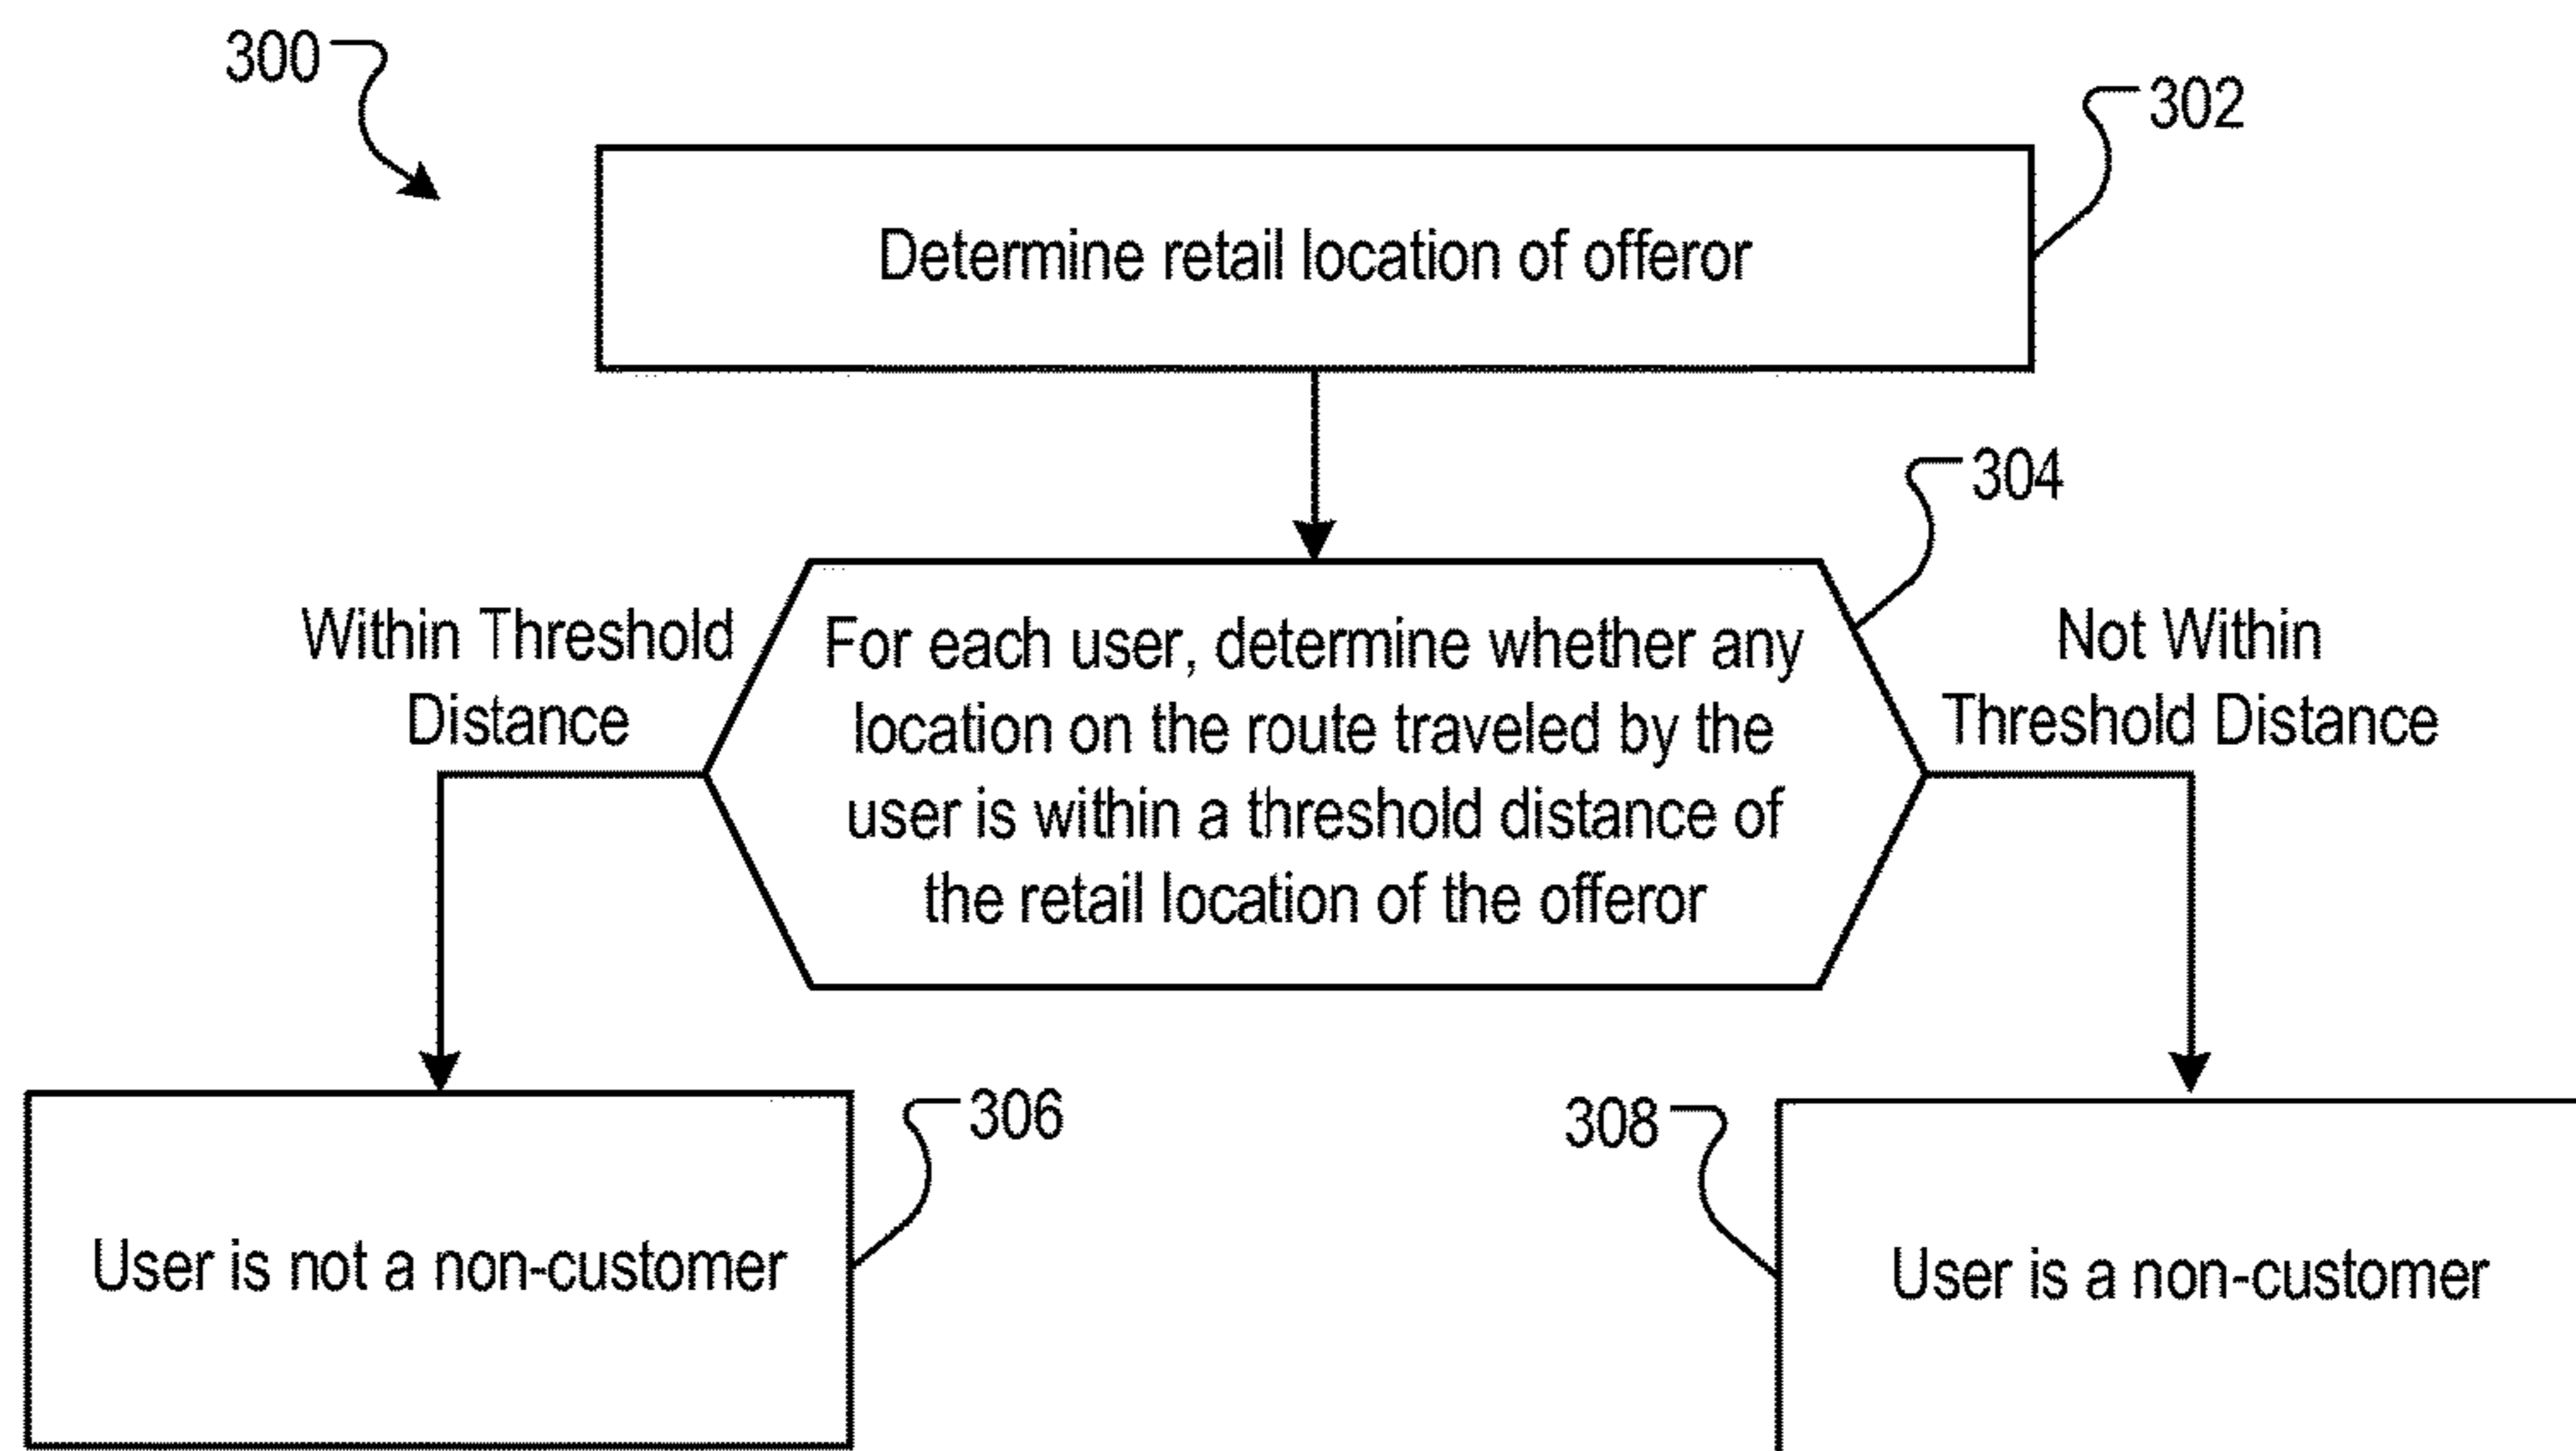 300
302
Determine retail location of offeror
304
Within Threshold
Distance
For each user, determine whether any
location on the route traveled by the
user is within a threshold distance of
the retail location of the offeror
Not Within
Threshold Distance
306
308
User is not a non-customer
User is a non-customer